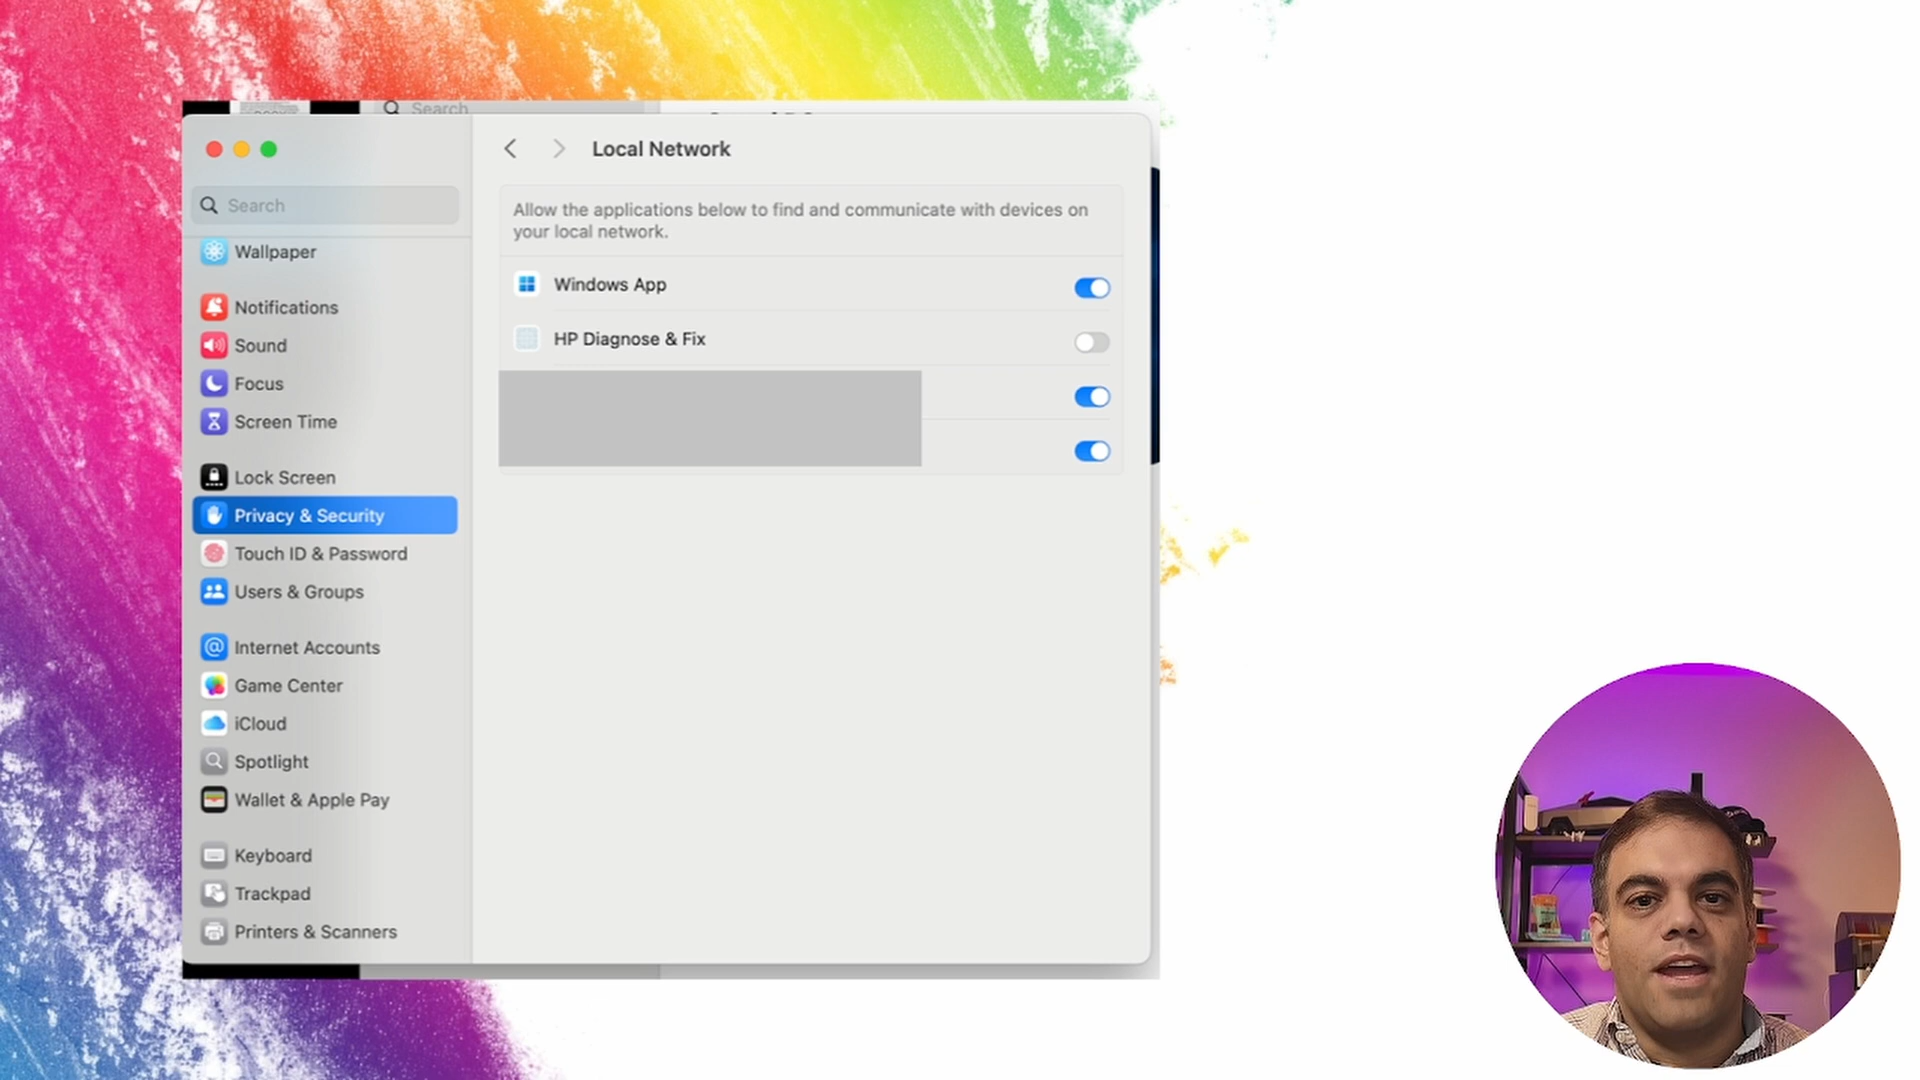 Search
Local Network
Search
Allow the applications below to find and communicate with devices on
your local network.
Wallpaper
Windows App
Notifications
HP Diagnose & Fix
Sound
Focus
Screen Time
Lock Screen
Privacy & Security
Touch ID & Password
Users & Groups
Internet Accounts
Game Center
iCloud
Spotlight
Wallet & Apple Pay
Keyboard
Trackpad
Printers & Scanners